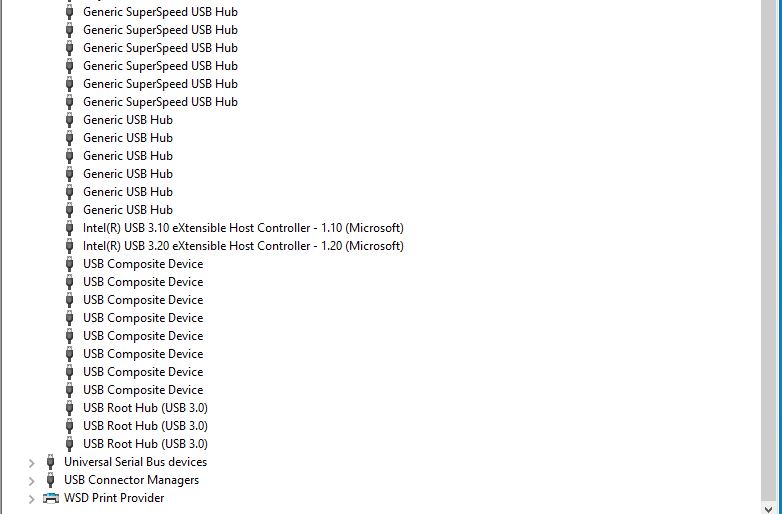 Generic SuperSpeed USB Hub
Generic SuperSpeed USB Hub
Generic SuperSpeed USB Hub
Generic SuperSpeed USB Hub
Generic SuperSpeed USB Hub
Generic SuperSpeed USB Hub
Generic USB Hub
Generic USB Hub
Generic USB Hub
Generic USB Hub
Generic USB Hub
Generic USB Hub
Intel(R) USB 3.10 eXtensible Host Controller - 1.10 (Microsoft)
Intel(R) USB 3.20 eXtensible Host Controller - 1.20 (Microsoft)
USB Composite Device
USB Composite Device
USB Composite Device
USB Composite Device
USB Composite Device
USB Composite Device
USB Composite Device
USB Composite Device
USB Root Hub (USB 3.0)
USB Root Hub (USB 3.0)
USB Root Hub (USB 3.0)
Universal Serial Bus devices
USB Connector Managers
WSD Print Provider